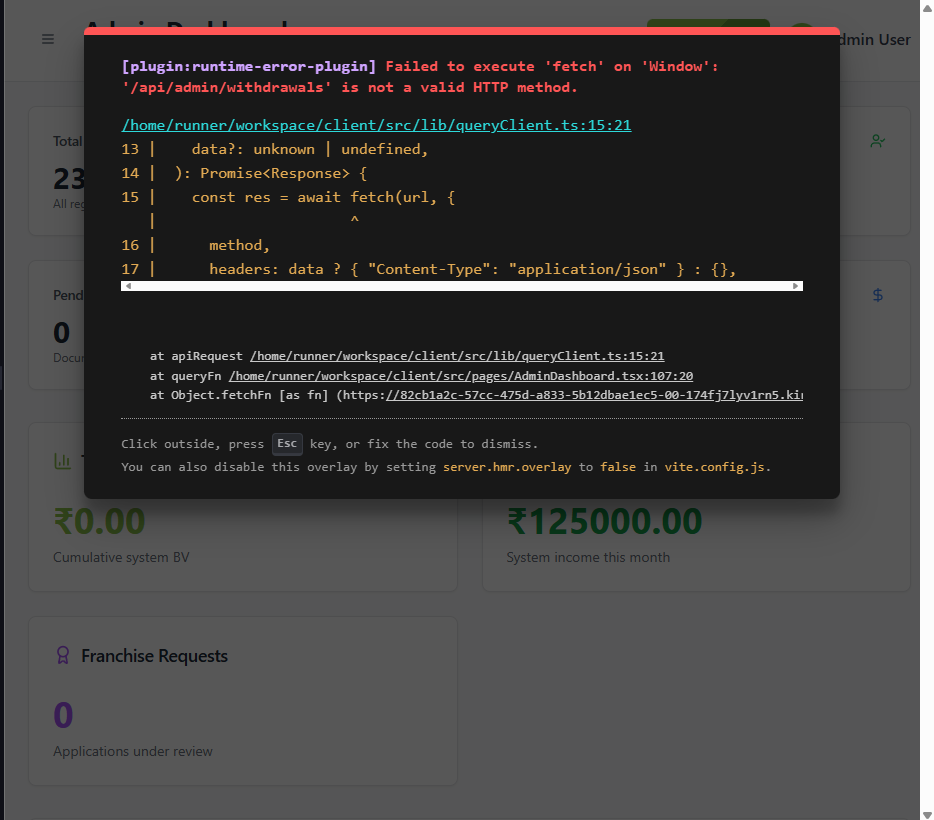 Admin User
[plugin:runtime-error-plugin] Failed to execute 'fetch' on 'Window':
'/api/admin/withdrawals' is not a valid HTTP method.
/home/runner/workspace/client/src/lib/queryClient.ts:15:21
13 |    data?: unknown | undefined,
14 |  ): Promise<Response> {
15 |    const res = await fetch(url, {
   |                      ^
16 |      method,
17 |      headers: data ? { "Content-Type": "application/json" } : {},
at apiRequest /home/runner/workspace/client/src/lib/queryClient.ts:15:21
at queryFn /home/runner/workspace/client/src/pages/AdminDashboard.tsx:107:20
at Object.fetchFn [as fn] (https://82cb1a2c-57cc-475d-a833-5b12dbae1ec5-00-174fj7lyv1rn5.kir
Click outside, press Esc key, or fix the code to dismiss.
You can also disable this overlay by setting server.hmr.overlay to false in vite.config.js.
Total
23
All
Pend
0
Docu
₹0.00
Cumulative system BV
₹125000.00
System income this month
Franchise Requests
0
Applications under review